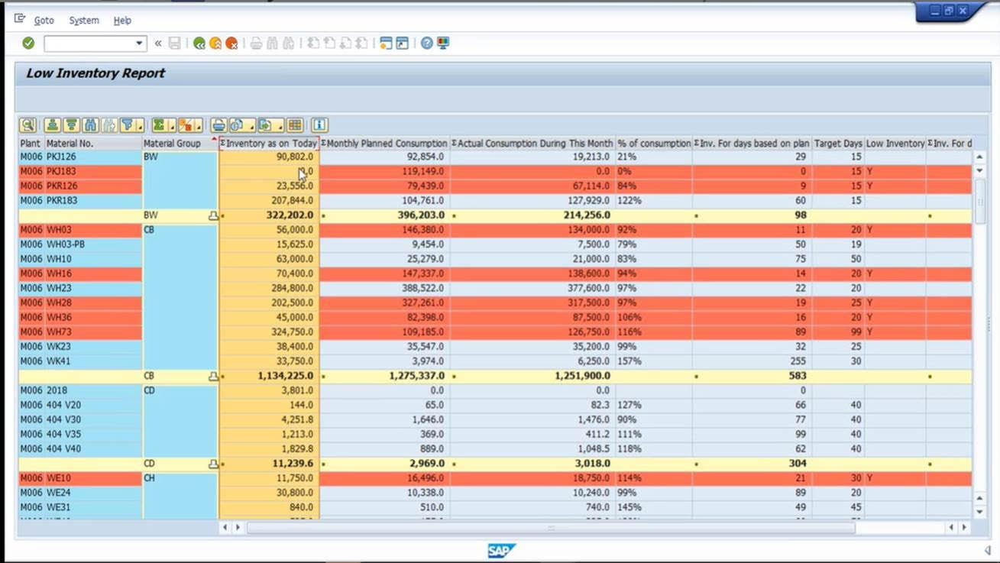 Goto System Help
Low Inventory Report
Plant Material No. Material Group ΣInventory as on Today ΣMonthly Planned Consumption ΣActual Consumption During This Month % of consumption ΣInv. For days based on plan Target Days Low Inventory ΣInv. For d
M006 PKJ126 BW 90,802.0 92,854.0 19,213.0 21% 29 15
M006 PKJ183 119,149.0 0.0 0% 0 15 Y
M006 PKR126 23,556.0 79,439.0 67,114.0 84% 9 15 Y
M006 PKR183 207,844.0 104,761.0 127,929.0 122% 60 15
BW 322,202.0 396,203.0 214,256.0 98
M006 WH03 CB 56,000.0 146,380.0 134,000.0 92% 11 20 Y
M006 WH03-PB 15,625.0 9,454.0 7,500.0 79% 50 19
M006 WH10 63,000.0 25,279.0 21,000.0 83% 75 50
M006 WH16 70,400.0 147,337.0 138,600.0 94% 14 20 Y
M006 WH23 284,800.0 388,522.0 377,600.0 97% 22 20
M006 WH28 202,500.0 327,261.0 317,500.0 97% 19 25 Y
M006 WH36 45,000.0 82,398.0 87,500.0 106% 16 20 Y
M006 WH73 324,750.0 109,185.0 126,750.0 116% 89 99 Y
M006 WK23 38,400.0 35,547.0 35,200.0 99% 32 25
M006 WK41 33,750.0 3,974.0 6,250.0 157% 255 30
CB 1,134,225.0 1,275,337.0 1,251,900.0 583
M006 2018 CD 3,801.0 0.0 0.0 0
M006 404 V20 144.0 65.0 82.3 127% 66 40
M006 404 V30 4,251.8 1,646.0 1,476.0 90% 77 40
M006 404 V35 1,213.0 369.0 411.2 111% 99 40
M006 404 V40 1,829.8 889.0 1,048.5 118% 62 40
CD 11,239.6 2,969.0 3,018.0 304
M006 WE10 CH 11,750.0 16,496.0 18,750.0 114% 21 30 Y
M006 WE24 30,800.0 10,338.0 10,240.0 99% 89 20
M006 WE31 840.0 510.0 740.0 145% 49 45
SAP